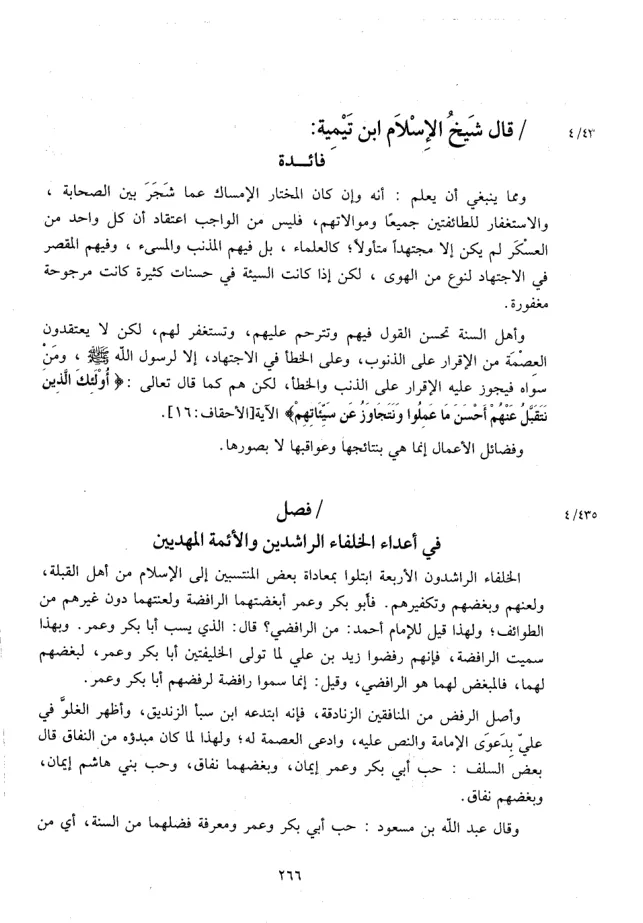 ٤/٤٣
/ قال شَيخُ الإِسْلاَم ابن تَيْمِية:
فائــدة
ومما ينبغي أن يعلم : أنه وإن كان المختار الإمساك عما شَجَرَ بين الصحابة ،
والاستغفار للطائفتين جميعًا وموالاتهم، فليس من الواجب اعتقاد أن كل واحد من
العسْكَر لم يكن إلا مجتهداً متأولاً؛ كالعلماء ، بل فيهم المذنب والمسىء ، وفيهم المقصر
في الاجتهاد لنوع من الهوى ، لكن إذا كانت السيئة في حسنات كثيرة كانت مرجوحة
مغفورة.
وأهل السنة تحسن القول فيهم وتترحم عليهم، وتستغفر لهم، لكن لا يعتقدون
العصْمَة من الإقرار على الذنوب، وعلى الخطأ في الاجتهاد، إلا لرسول الله ﷺ ، ومَنْ
سواه فيجوز عليه الإقرار على الذنب والخطأ، لكن هم كما قال تعالى :﴿ أُوْلَئِكَ الَّذِينَ
نَتَقَبَّلُ عَنْهُمْ أَحْسَنَ مَا عَمِلُوا وَنَتَجَاوَزُ عَن سَيِّئَاتِهِمْ﴾ الآية[الأحقاف:١٦].
وفضائل الأعمال إنما هي بنتائجها وعواقبها لا بصورها.
٤/٤٣٥
/ فصل
في أعداء الخلفاء الراشدين والأئمة المهديين
الخلفاء الراشدون الأربعة ابتلوا بمعاداة بعض المنتسبين إلى الإسلام من أهل القبلة،
ولعنهم وبغضهم وتكفيرهم. فأبو بكر وعمر أبغضتهما الرافضة ولعنتهما دون غيرهم من
الطوائف؛ ولهذا قيل للإمام أحمد: من الرافضي؟ قال: الذي يسب أبا بكر وعمر. وبهذا
سميت الرافضة، فإنهم رفضوا زيد بن علي لما تولى الخليفتين أبا بكر وعمر، لبغضهم
لهما، فالمبغض لهما هو الرافضي، وقيل: إنما سموا رافضة لرفضهم أبا بكر وعمر.
وأصل الرفض من المنافقين الزنادقة، فإنه ابتدعه ابن سبأ الزنديق، وأظهر الغلوَّ في
عليّ بِدَعوَى الإمامة والنص عليه، وادعى العصمة له؛ ولهذا لما كان مبدؤه من النفاق قال
بعض السلف : حب أبي بكر وعمر إيمان، وبغضهما نفاق، وحب بني هاشم إيمان،
وبغضهم نفاق.
وقال عبد الله بن مسعود : حب أبي بكر وعمر ومعرفة فضلهما من السنة، أي من
٢٦٦